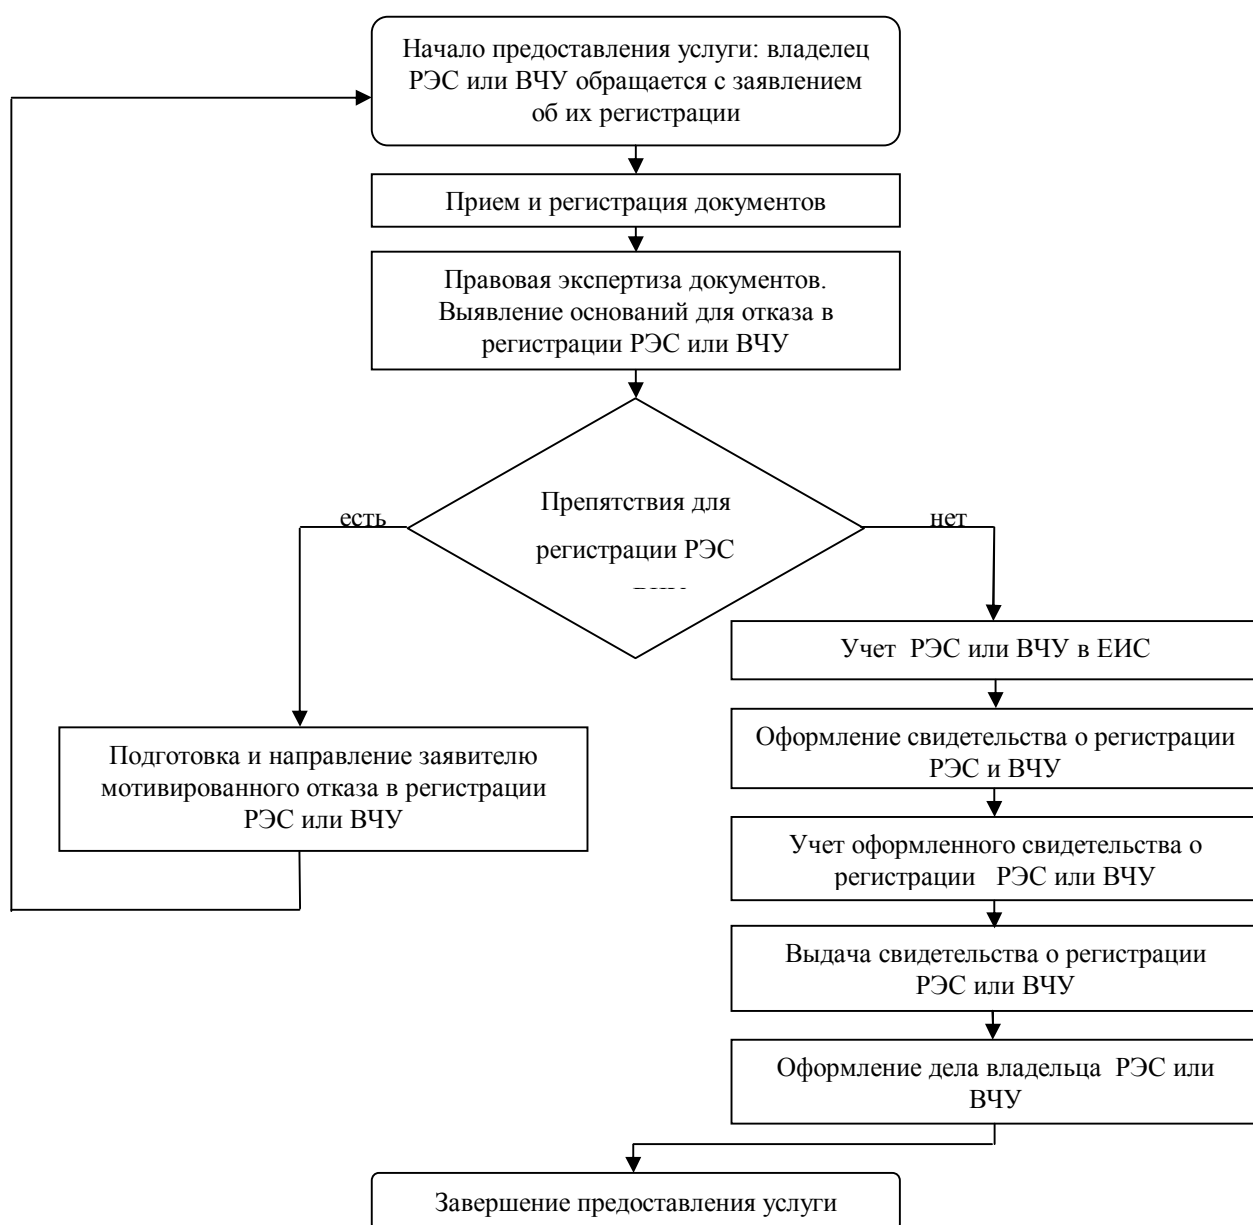 Начало предоставления услуги: владелец
РЭС или ВЧУ обращается с заявлением
об их регистрации
Прием и регистрация документов
Правовая экспертиза документов.
Выявление оснований для отказа в
регистрации РЭС или ВЧУ
Препятствия для
регистрации РЭС
есть
нет
Учет РЭС или ВЧУ в ЕИС
Оформление свидетельства о регистрации
РЭС и ВЧУ
Подготовка и направление заявителю
мотивированного отказа в регистрации
РЭС или ВЧУ
Учет оформленного свидетельства о
регистрации РЭС или ВЧУ
Выдача свидетельства о регистрации
РЭС или ВЧУ
Оформление дела владельца РЭС или
ВЧУ
Завершение предоставления услуги